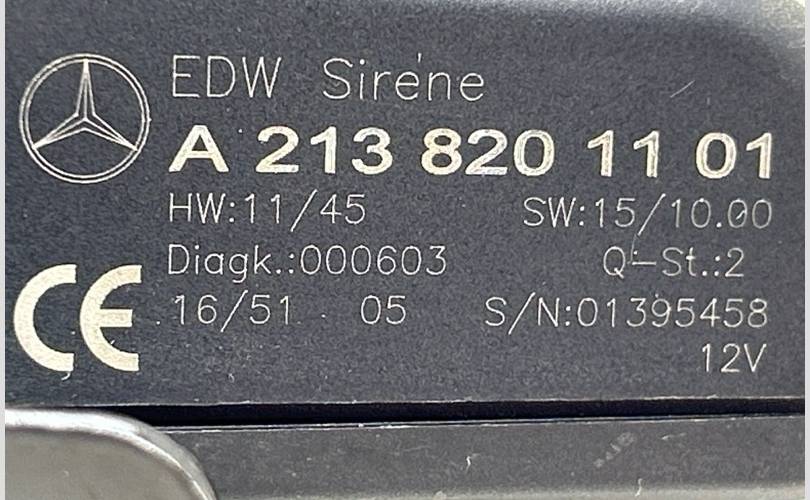 EDW Sirene
A 213 820 11 01
HW:11/45 SW:15/10.00
Diagk.:000603 Q-St.:2
CE 16/51 05 S/N:01395458
12V